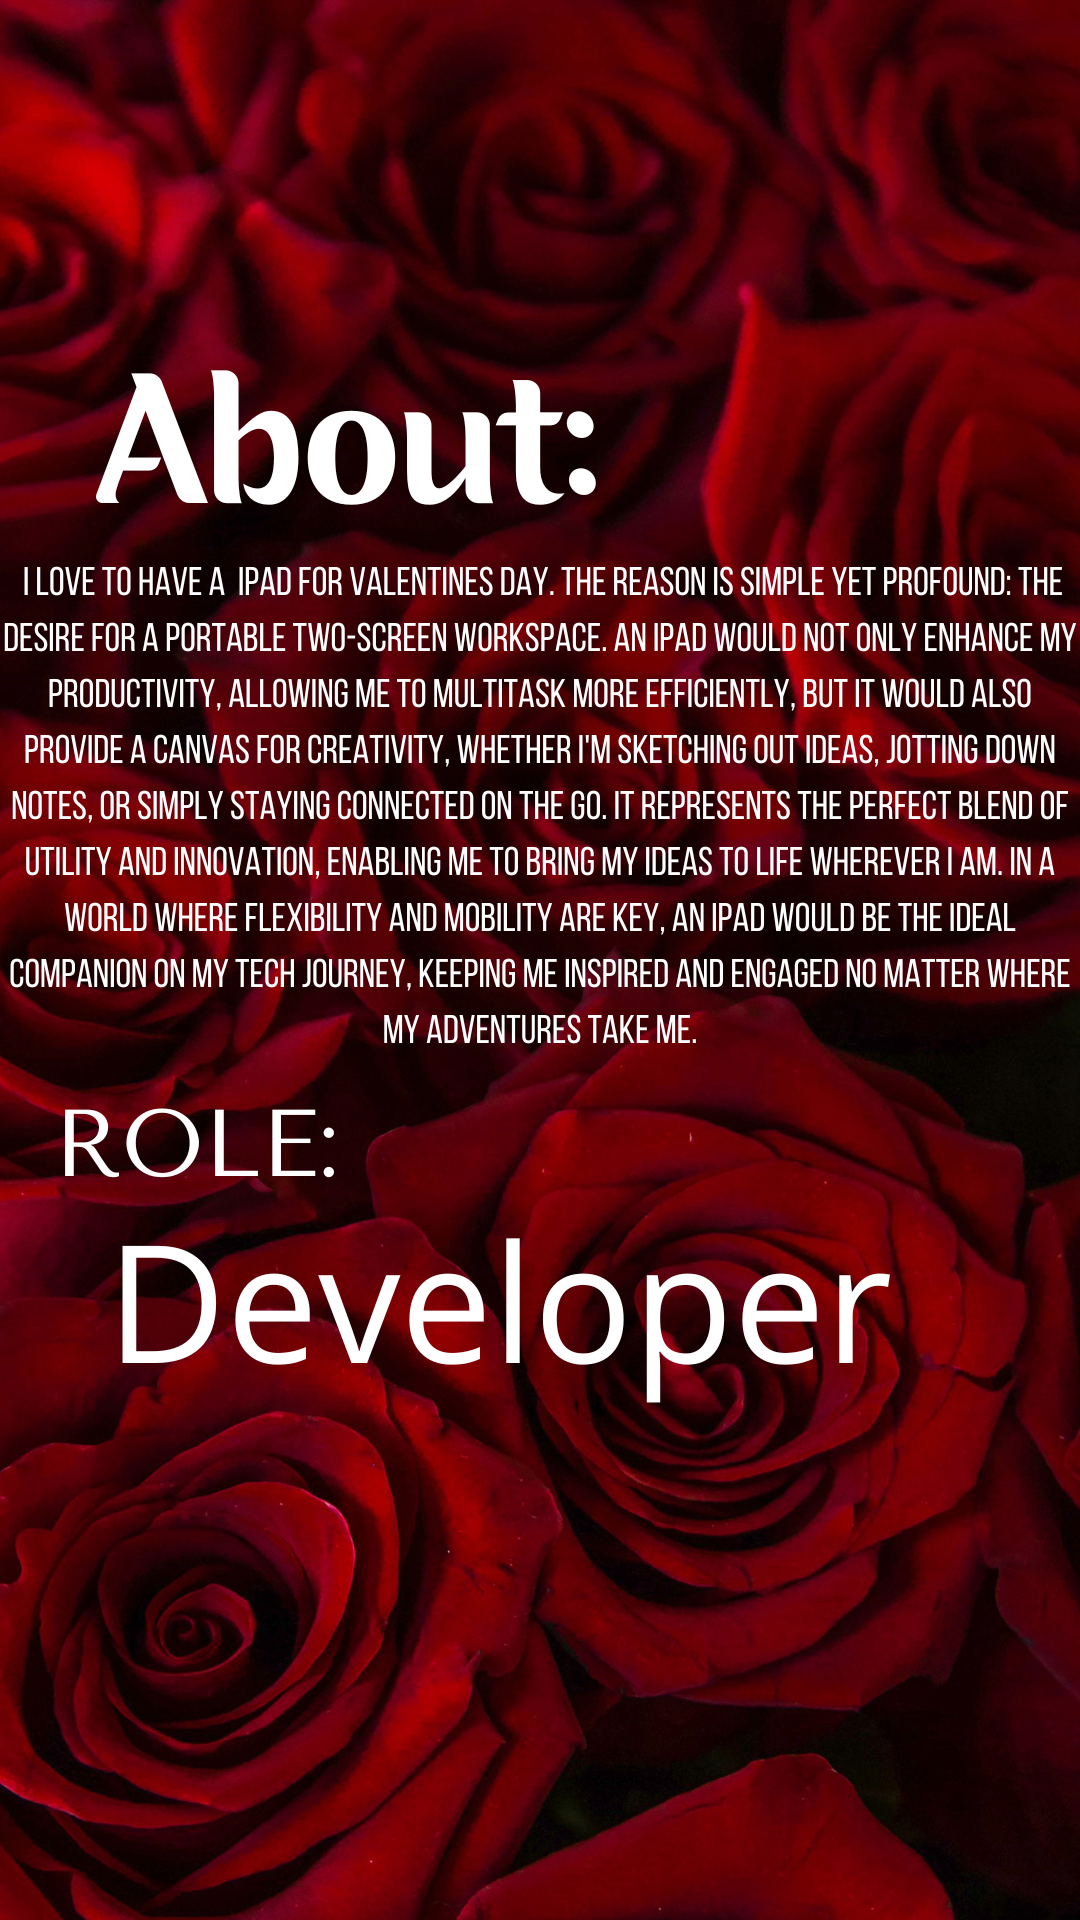 About:
I LOVE TO HAVE A  IPAD FOR VALENTINES DAY. THE REASON IS SIMPLE YET PROFOUND: THE
DESIRE FOR A PORTABLE TWO-SCREEN WORKSPACE. AN IPAD WOULD NOT ONLY ENHANCE MY
PRODUCTIVITY, ALLOWING ME TO MULTITASK MORE EFFICIENTLY, BUT IT WOULD ALSO
PROVIDE A CANVAS FOR CREATIVITY, WHETHER I'M SKETCHING OUT IDEAS, JOTTING DOWN
NOTES, OR SIMPLY STAYING CONNECTED ON THE GO. IT REPRESENTS THE PERFECT BLEND OF
UTILITY AND INNOVATION, ENABLING ME TO BRING MY IDEAS TO LIFE WHEREVER I AM. IN A
WORLD WHERE FLEXIBILITY AND MOBILITY ARE KEY, AN IPAD WOULD BE THE IDEAL
COMPANION ON MY TECH JOURNEY, KEEPING ME INSPIRED AND ENGAGED NO MATTER WHERE
MY ADVENTURES TAKE ME.
ROLE:
Developer